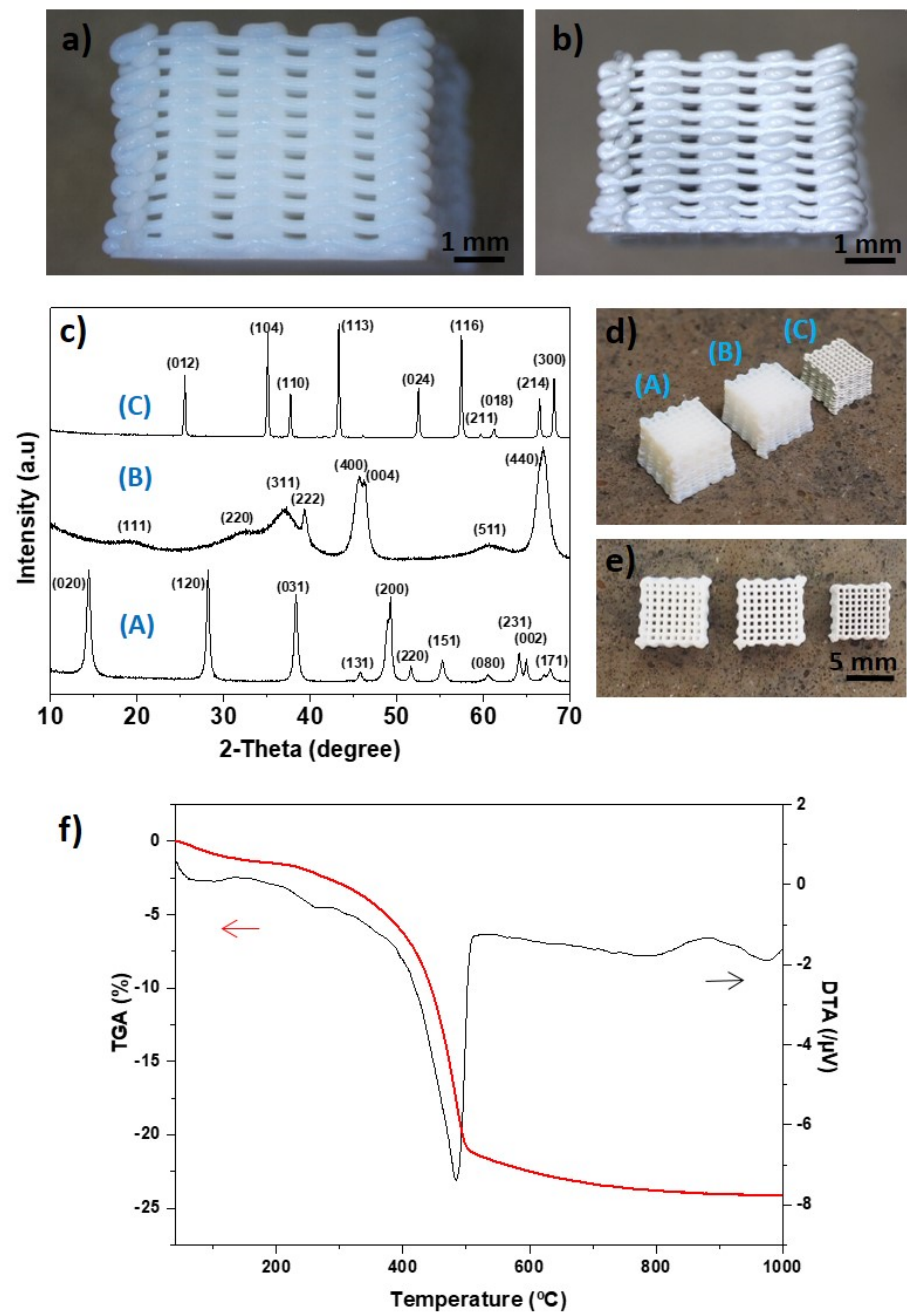 a)
b)
1 mm
1 mm
c)
(012)
(104)
(110)
(113)
(024)
(116)
(211)
(018)
(214)
(300)
(C)
(B)
(111)
(220)
(311)
(222)
(400)
(004)
(511)
(440)
(A)
(020)
(120)
(031)
(131)
(200)
(220)
(151)
(080)
(231)
(002)
(171)
Intensity (a.u)
10 20 30 40 50 60 70
2-Theta (degree)
d)
(A)
(B)
(C)
e)
5 mm
f)
0
-5
-10
-15
-20
-25
TGA (%)
2
0
-2
-4
-6
-8
DTA (/µV)
200 400 600 800 1000
Temperature (ºC)